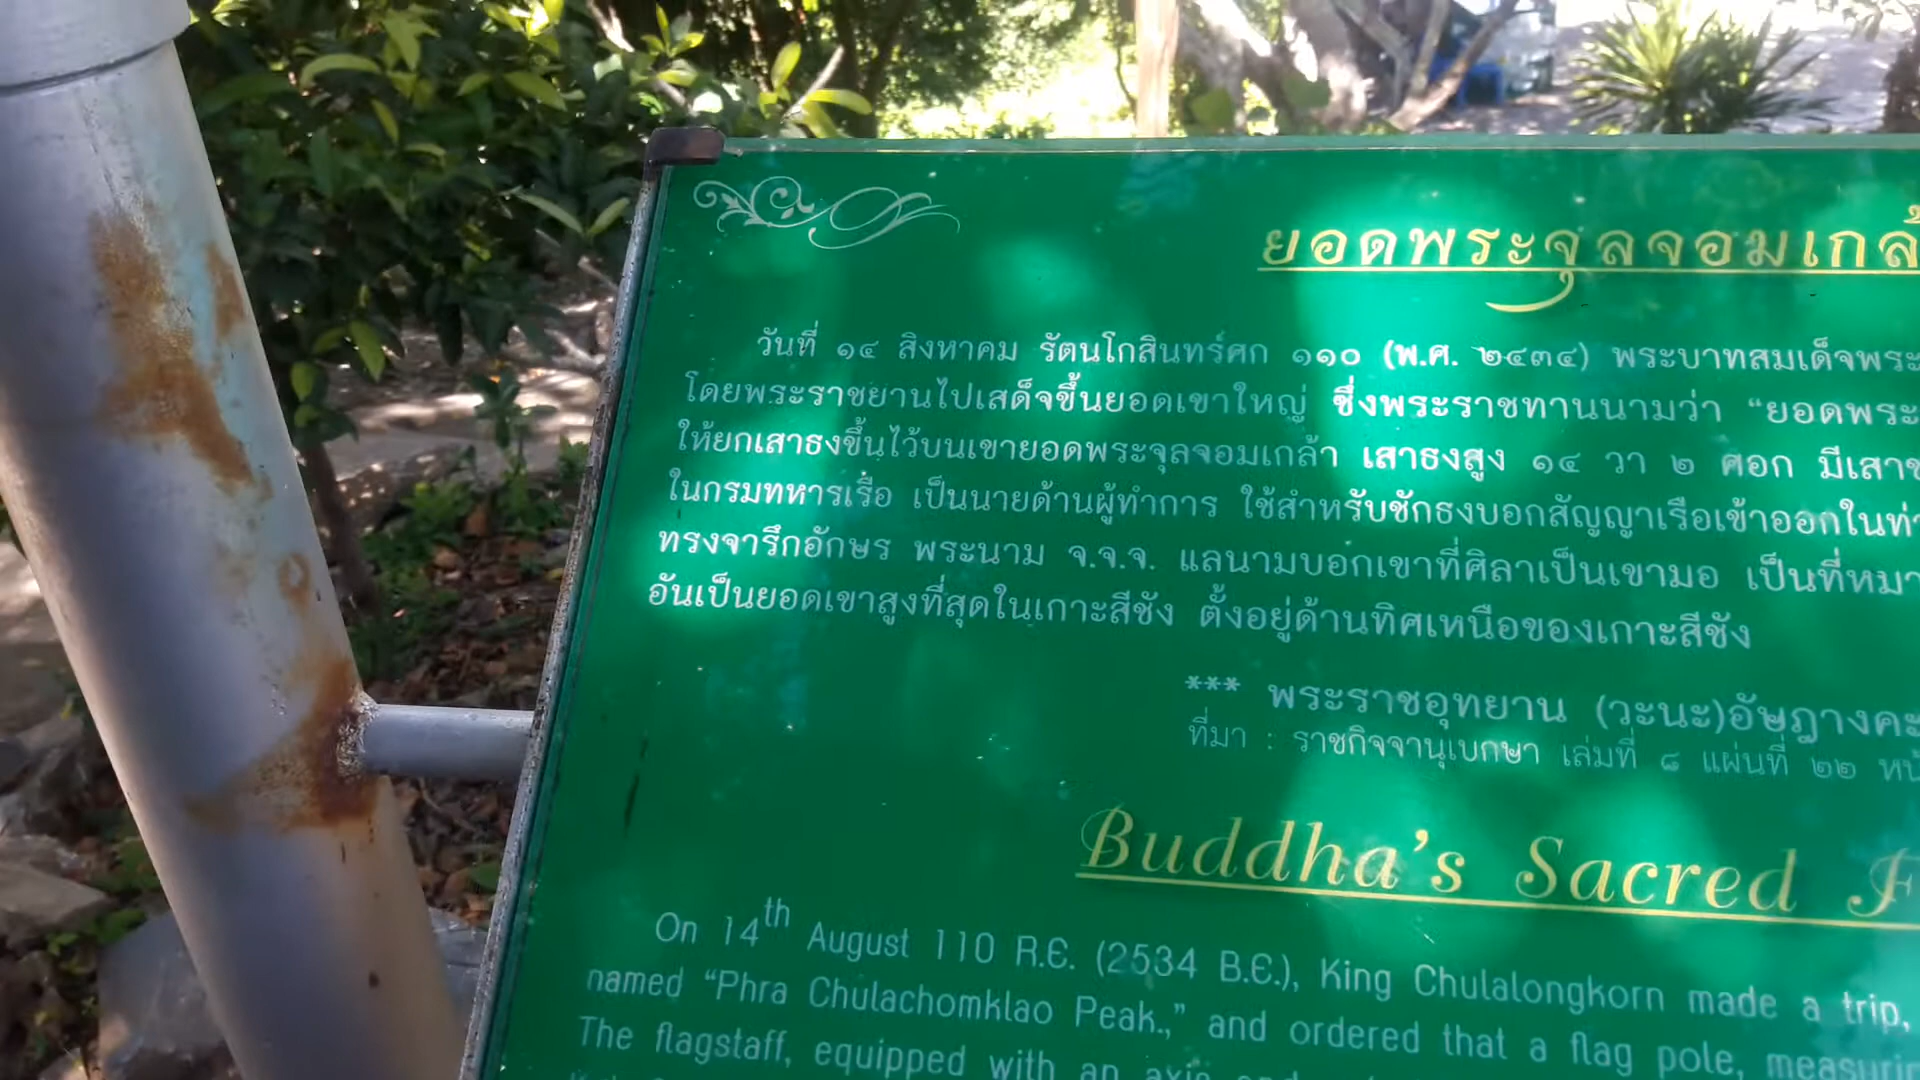 ยอดพระจุลจอมเกล้
วันที่ ๑๔ สิงหาคม รัตนโกสินทร์ศก ๑๑๐ (พ.ศ. ๒๔๓๔) พระบาทสมเด็จพระ
โดยพระราชยานไปเสด็จขึ้นยอดเขาใหญ่ ซึ่งพระราชทานนามว่า “ยอดพระ
ให้ยกเสาธงขึ้นไว้บนเขายอดพระจุลจอมเกล้า เสาธงสูง ๑๔ วา ๒ ศอก มีเสา
ในกรมทหารเรือ เป็นนายด้านผู้ทำการ ใช้สำหรับชักธงบอกสัญญาเรือเข้าออกในท่า
ทรงจารึกอักษร พระนาม จ.จ.จ. แลนามบอกเขาที่ศิลาเป็นเขามอ เป็นที่หมา
อันเป็นยอดเขาสูงที่สุดในเกาะสีชัง ตั้งอยู่ด้านทิศเหนือของเกาะสีชัง
*** พระราชอุทยาน (วะนะ)อัษฎางคะ
ที่มา : ราชกิจจานุเบกษา เล่มที่ ๘ แผ่นที่ ๒๒ หน้
Buddha’s Sacred F
On 14th August 110 R.E. (2534 B.E.), King Chulalongkorn made a trip,
named “Phra Chulachomklao Peak.,” and ordered that a flag pole, measurin
The flagstaff, equipped with an axis and